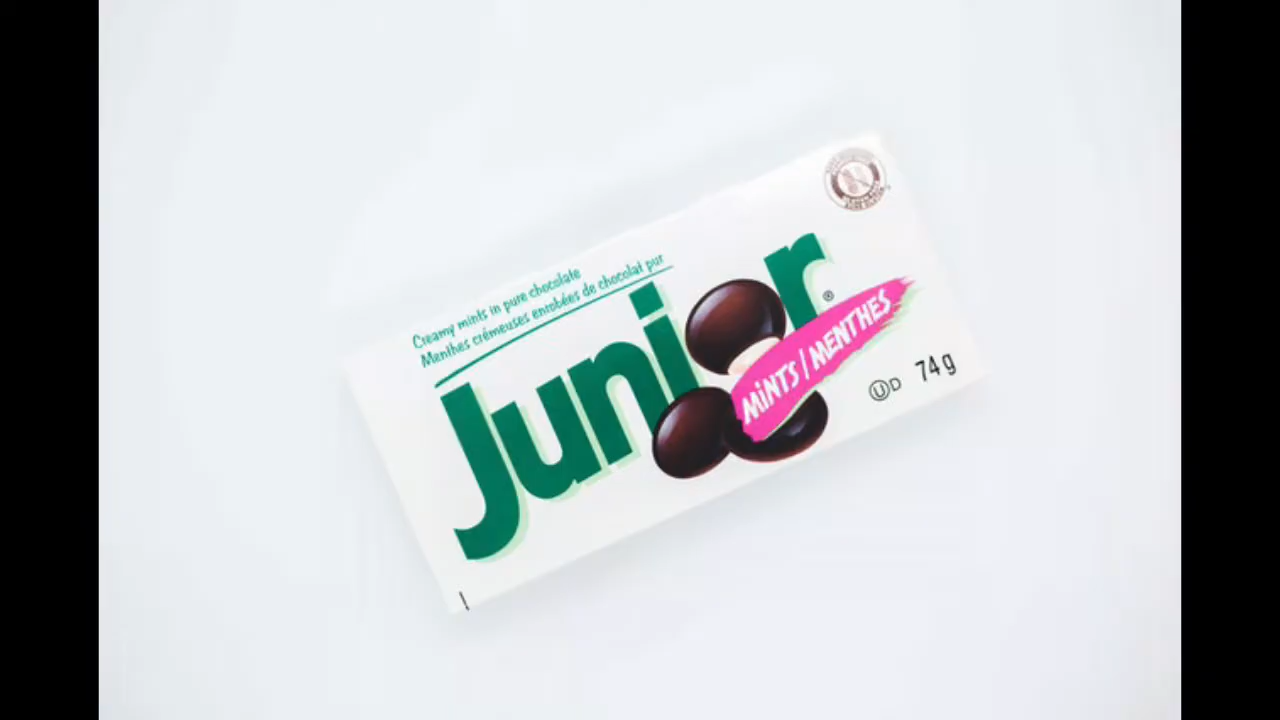 Creamy mints in pure chocolate
Menthes crémeuses enrobées de chocolat pur
Junior®
MINTS/MENTHES
U D 74 g